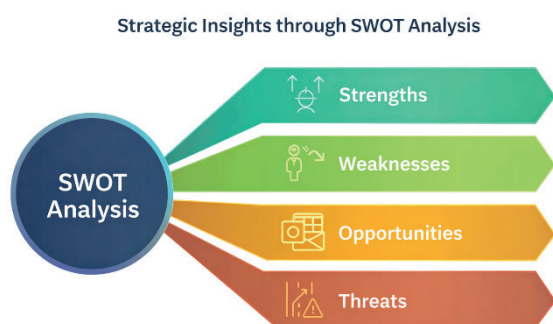 Strategic Insights through SWOT Analysis
SWOT
Analysis
Strengths
Weaknesses
Opportunities
Threats